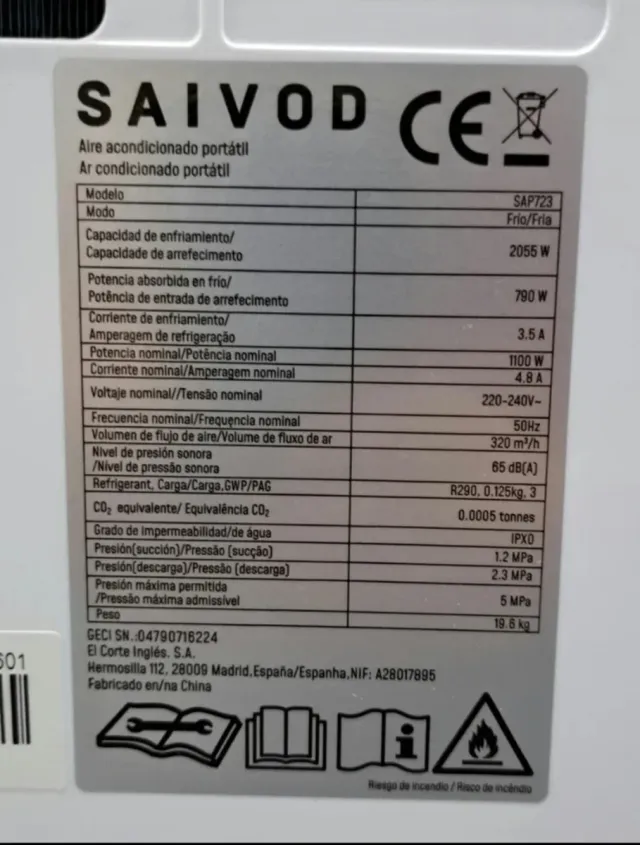 SAIVOD
CE
Aire acondicionado portátil
Ar condicionado portátil
Modelo SAP723
Modo Frío/Fria
Capacidad de enfriamiento/
Capacidade de arrefecimento 2055 W
Potencia absorbida en frío/
Potência de entrada de arrefecimento 790 W
Corriente de enfriamiento/
Amperagem de refrigeração 3.5 A
Potencia nominal/Potência nominal 1100 W
Corriente nominal/Amperagem nominal 4.8 A
Voltaje nominal//Tensão nominal 220-240V~
Frecuencia nominal/Frequência nominal 50Hz
Volumen de flujo de aire/Volume de fluxo de ar 320 m³/h
Nivel de presión sonora
/Nível de pressão sonora 65 dB(A)
Refrigerant, Carga/Carga,GWP/PAG R290, 0.125kg, 3
CO₂ equivalente/ Equivalência CO₂ 0.0005 tonnes
Grado de impermeabilidad/de água IPX0
Presión(succión)/Pressão (sucção) 1.2 MPa
Presión(descarga)/Pressão (descarga) 2.3 MPa
Presión máxima permitida
/Pressão máxima admissível 5 MPa
Peso 19.6 kg
GECI SN.:04790716224
El Corte Inglés. S.A.
Hermosilla 112, 28009 Madrid.España/Espanha,NIF: A28017895
Fabricado en/na China
Riesgo de incendio / Risco de incêndio
601